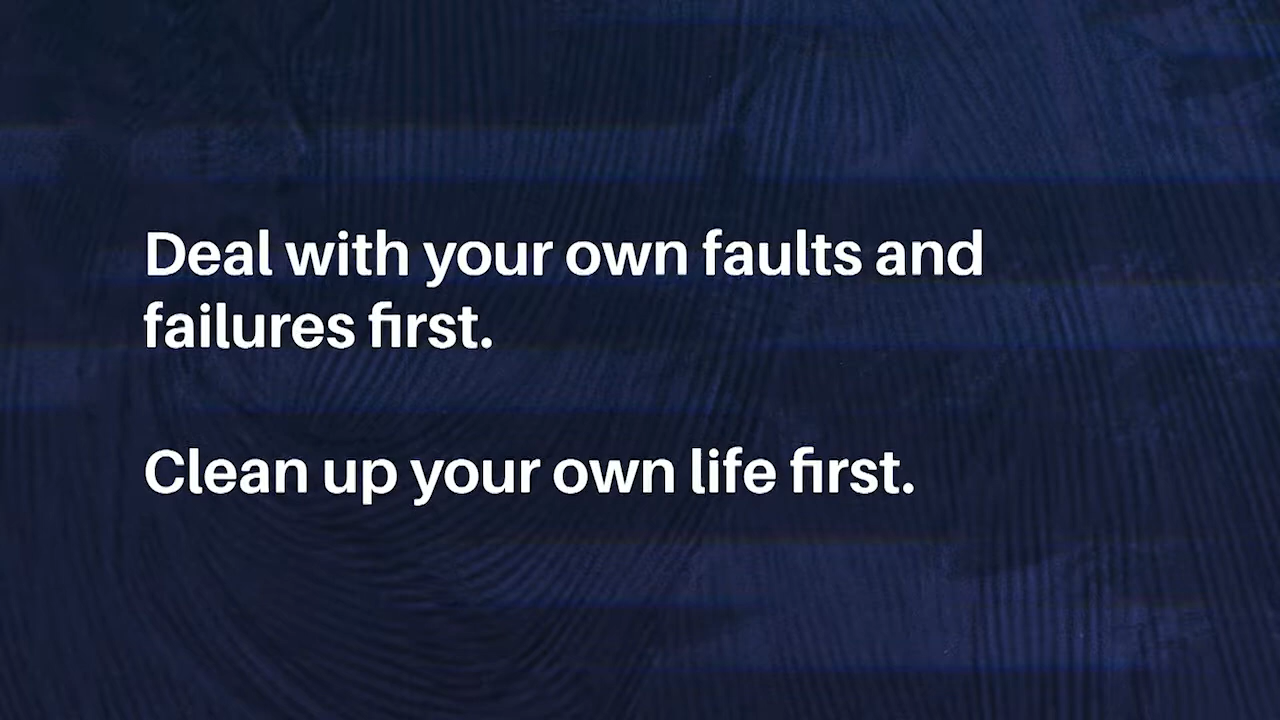 Deal with your own faults and
failures first.
Clean up your own life first.